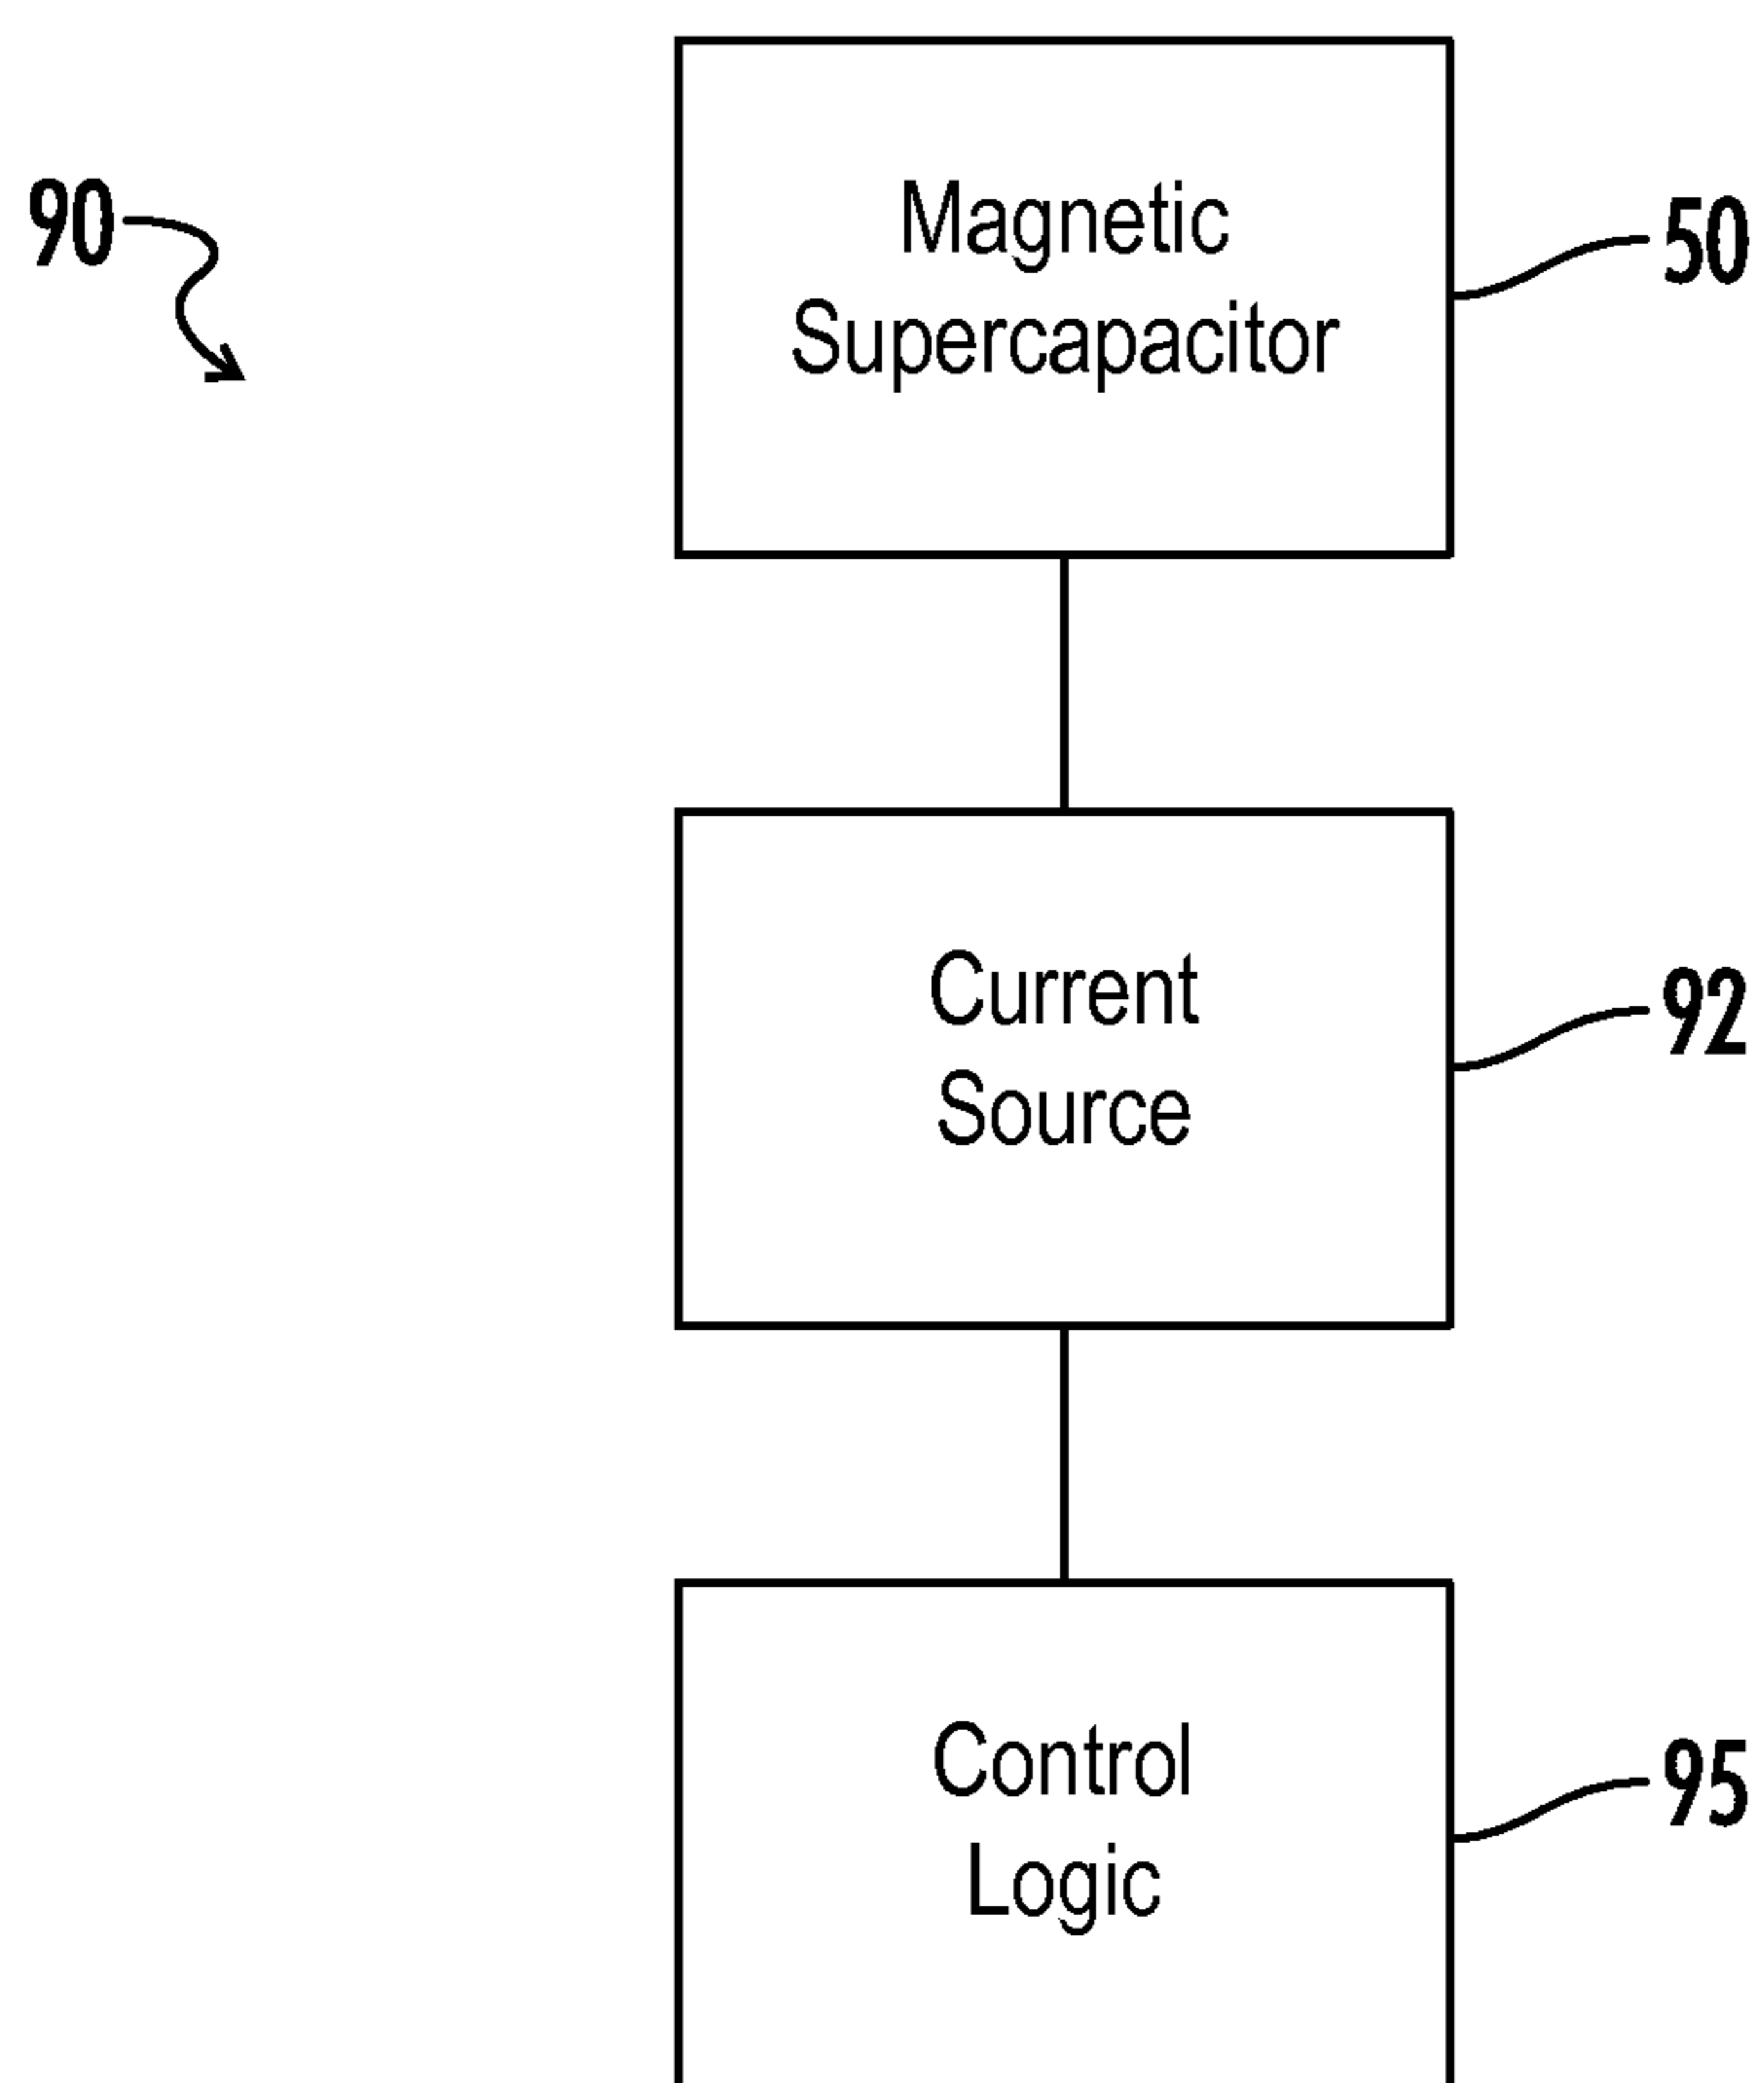 90
Magnetic
Supercapacitor
50
Current
Source
92
Control
Logic
95